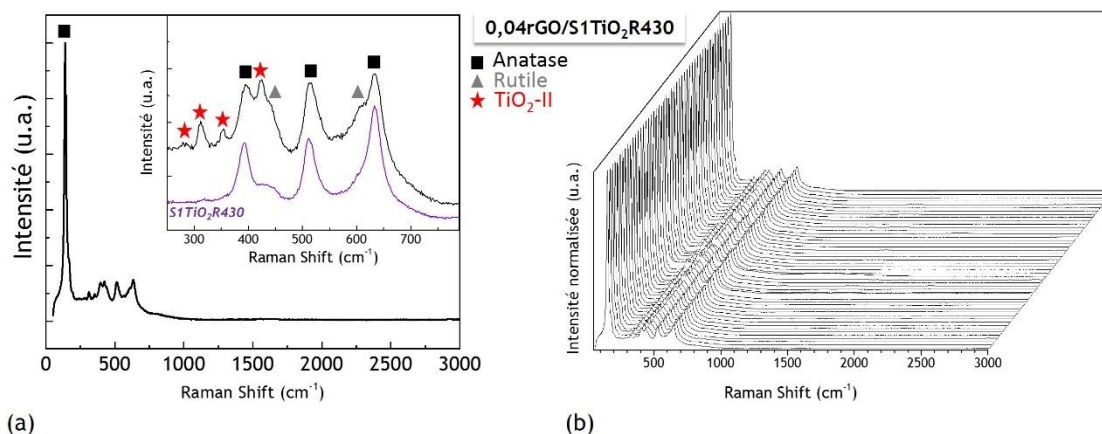 0,04rGO/S1TiO₂R430
■ Anatase
▲ Rutile
★ TiO₂-II
Intensité (u.a.)
Intensité (u.a.)
S1TiO₂R430
300 400 500 600 700
Raman Shift (cm⁻¹)
0 500 1000 1500 2000 2500 3000
Raman Shift (cm⁻¹)
(a)
Intensité normalisée (u.a.)
500 1000 1500 2000 2500 3000
Raman Shift (cm⁻¹)
(b)